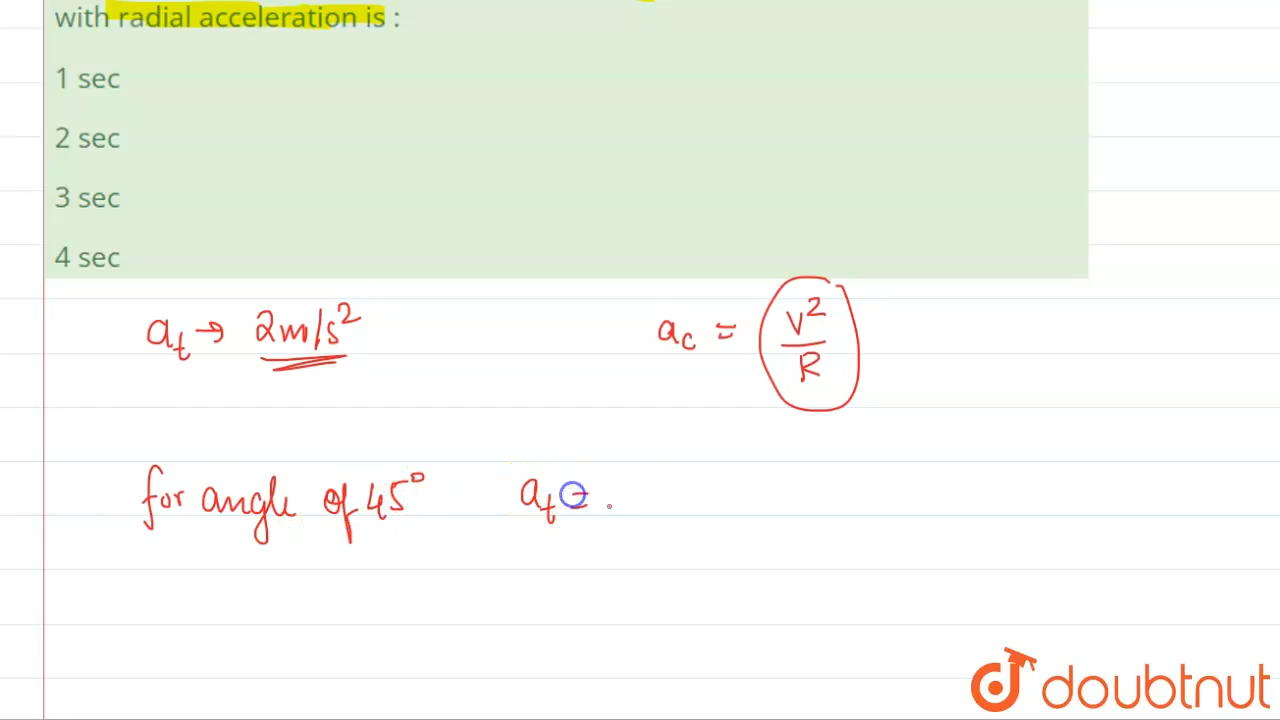 with radial acceleration is :
1 sec
2 sec
3 sec
4 sec
a_t → 2m/s² a_c = V²/R
for angle of 45° a_t = .
doubtnut